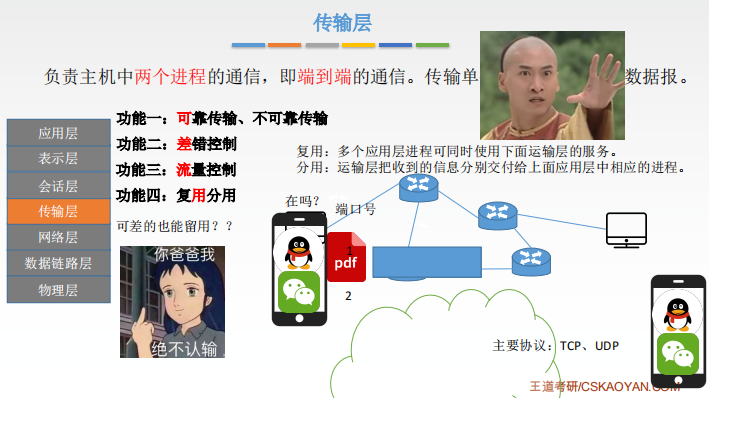 传输层
负责主机中两个进程的通信，即端到端的通信。传输单
数据报。
功能一：可靠传输、不可靠传输
功能二：差错控制
功能三：流量控制
功能四：复用分用
可差的也能留用？？
应用层
表示层
会话层
传输层
网络层
数据链路层
物理层
复用：多个应用层进程可同时使用下面运输层的服务。
分用：运输层把收到的信息分别交付给上面应用层中相应的进程。
在吗？
端口号
1
pdf
2
你爸爸我
绝不认输
主要协议：TCP、UDP
王道考研/CSKAOYAN.COM